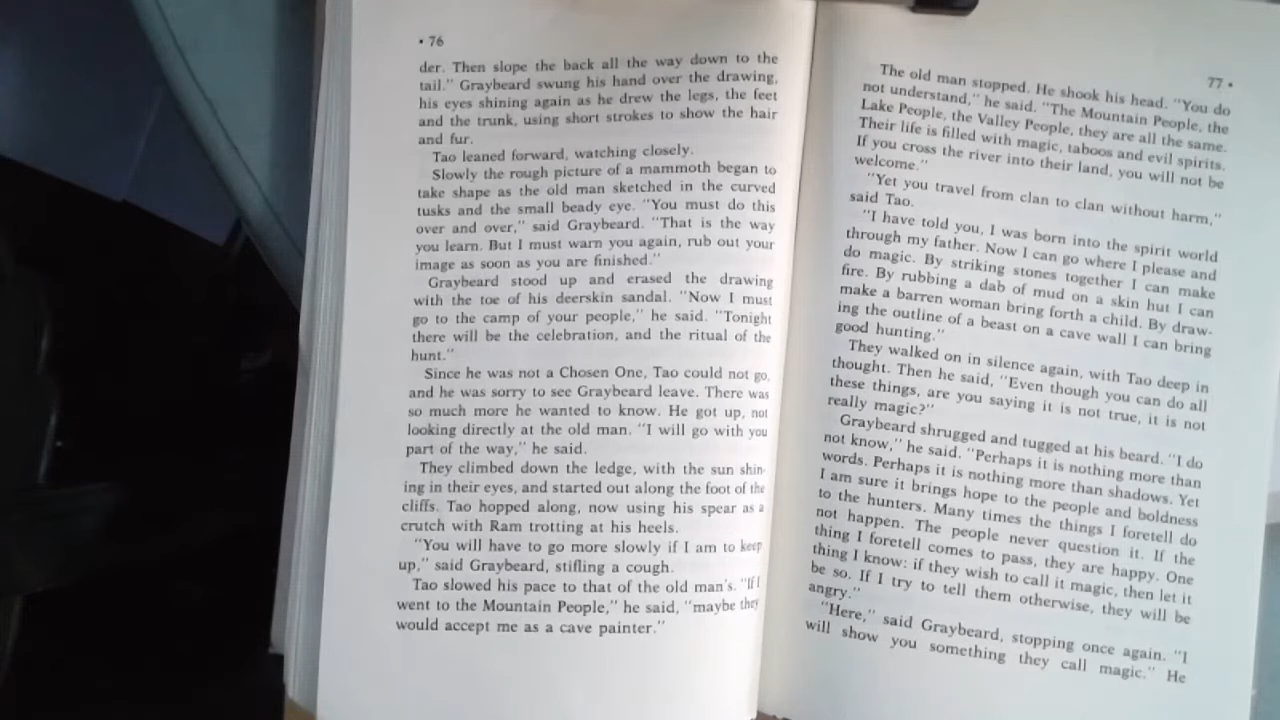 • 76
der. Then slope the back all the way down to the
tail." Graybeard swung his hand over the drawing,
his eyes shining again as he drew the legs, the feet
and the trunk, using short strokes to show the hair
and fur.
Tao leaned forward, watching closely.
Slowly the rough picture of a mammoth began to
take shape as the old man sketched in the curved
tusks and the small beady eye. "You must do this
over and over," said Graybeard. "That is the way
you learn. But I must warn you again, rub out your
image as soon as you are finished."
Graybeard stood up and erased the drawing
with the toe of his deerskin sandal. "Now I must
go to the camp of your people," he said. "Tonight
there will be the celebration, and the ritual of the
hunt."
Since he was not a Chosen One, Tao could not go,
and he was sorry to see Graybeard leave. There was
so much more he wanted to know. He got up, not
looking directly at the old man. "I will go with you
part of the way," he said.
They climbed down the ledge, with the sun shin-
ing in their eyes, and started out along the foot of the
cliffs. Tao hopped along, now using his spear as a
crutch with Ram trotting at his heels.
"You will have to go more slowly if I am to keep
up," said Graybeard, stifling a cough.
Tao slowed his pace to that of the old man's. "If I
went to the Mountain People," he said, "maybe they
would accept me as a cave painter."
77 •
The old man stopped. He shook his head. "You do
not understand," he said. "The Mountain People, the
Lake People, the Valley People, they are all the same.
Their life is filled with magic, taboos and evil spirits.
If you cross the river into their land, you will not be
welcome."
"Yet you travel from clan to clan without harm,"
said Tao.
"I have told you, I was born into the spirit world
through my father. Now I can go where I please and
do magic. By striking stones together I can make
fire. By rubbing a dab of mud on a skin hut I can
make a barren woman bring forth a child. By draw-
ing the outline of a beast on a cave wall I can bring
good hunting."
They walked on in silence again, with Tao deep in
thought. Then he said, "Even though you can do all
these things, are you saying it is not true, it is not
really magic?"
Graybeard shrugged and tugged at his beard. "I do
not know," he said. "Perhaps it is nothing more than
words. Perhaps it is nothing more than shadows. Yet
I am sure it brings hope to the people and boldness
to the hunters. Many times the things I foretell do
not happen. The people never question it. If the
thing I foretell comes to pass, they are happy. One
thing I know: if they wish to call it magic, then let it
be so. If I try to tell them otherwise, they will be
angry."
"Here," said Graybeard, stopping once again. "I
will show you something they call magic." He